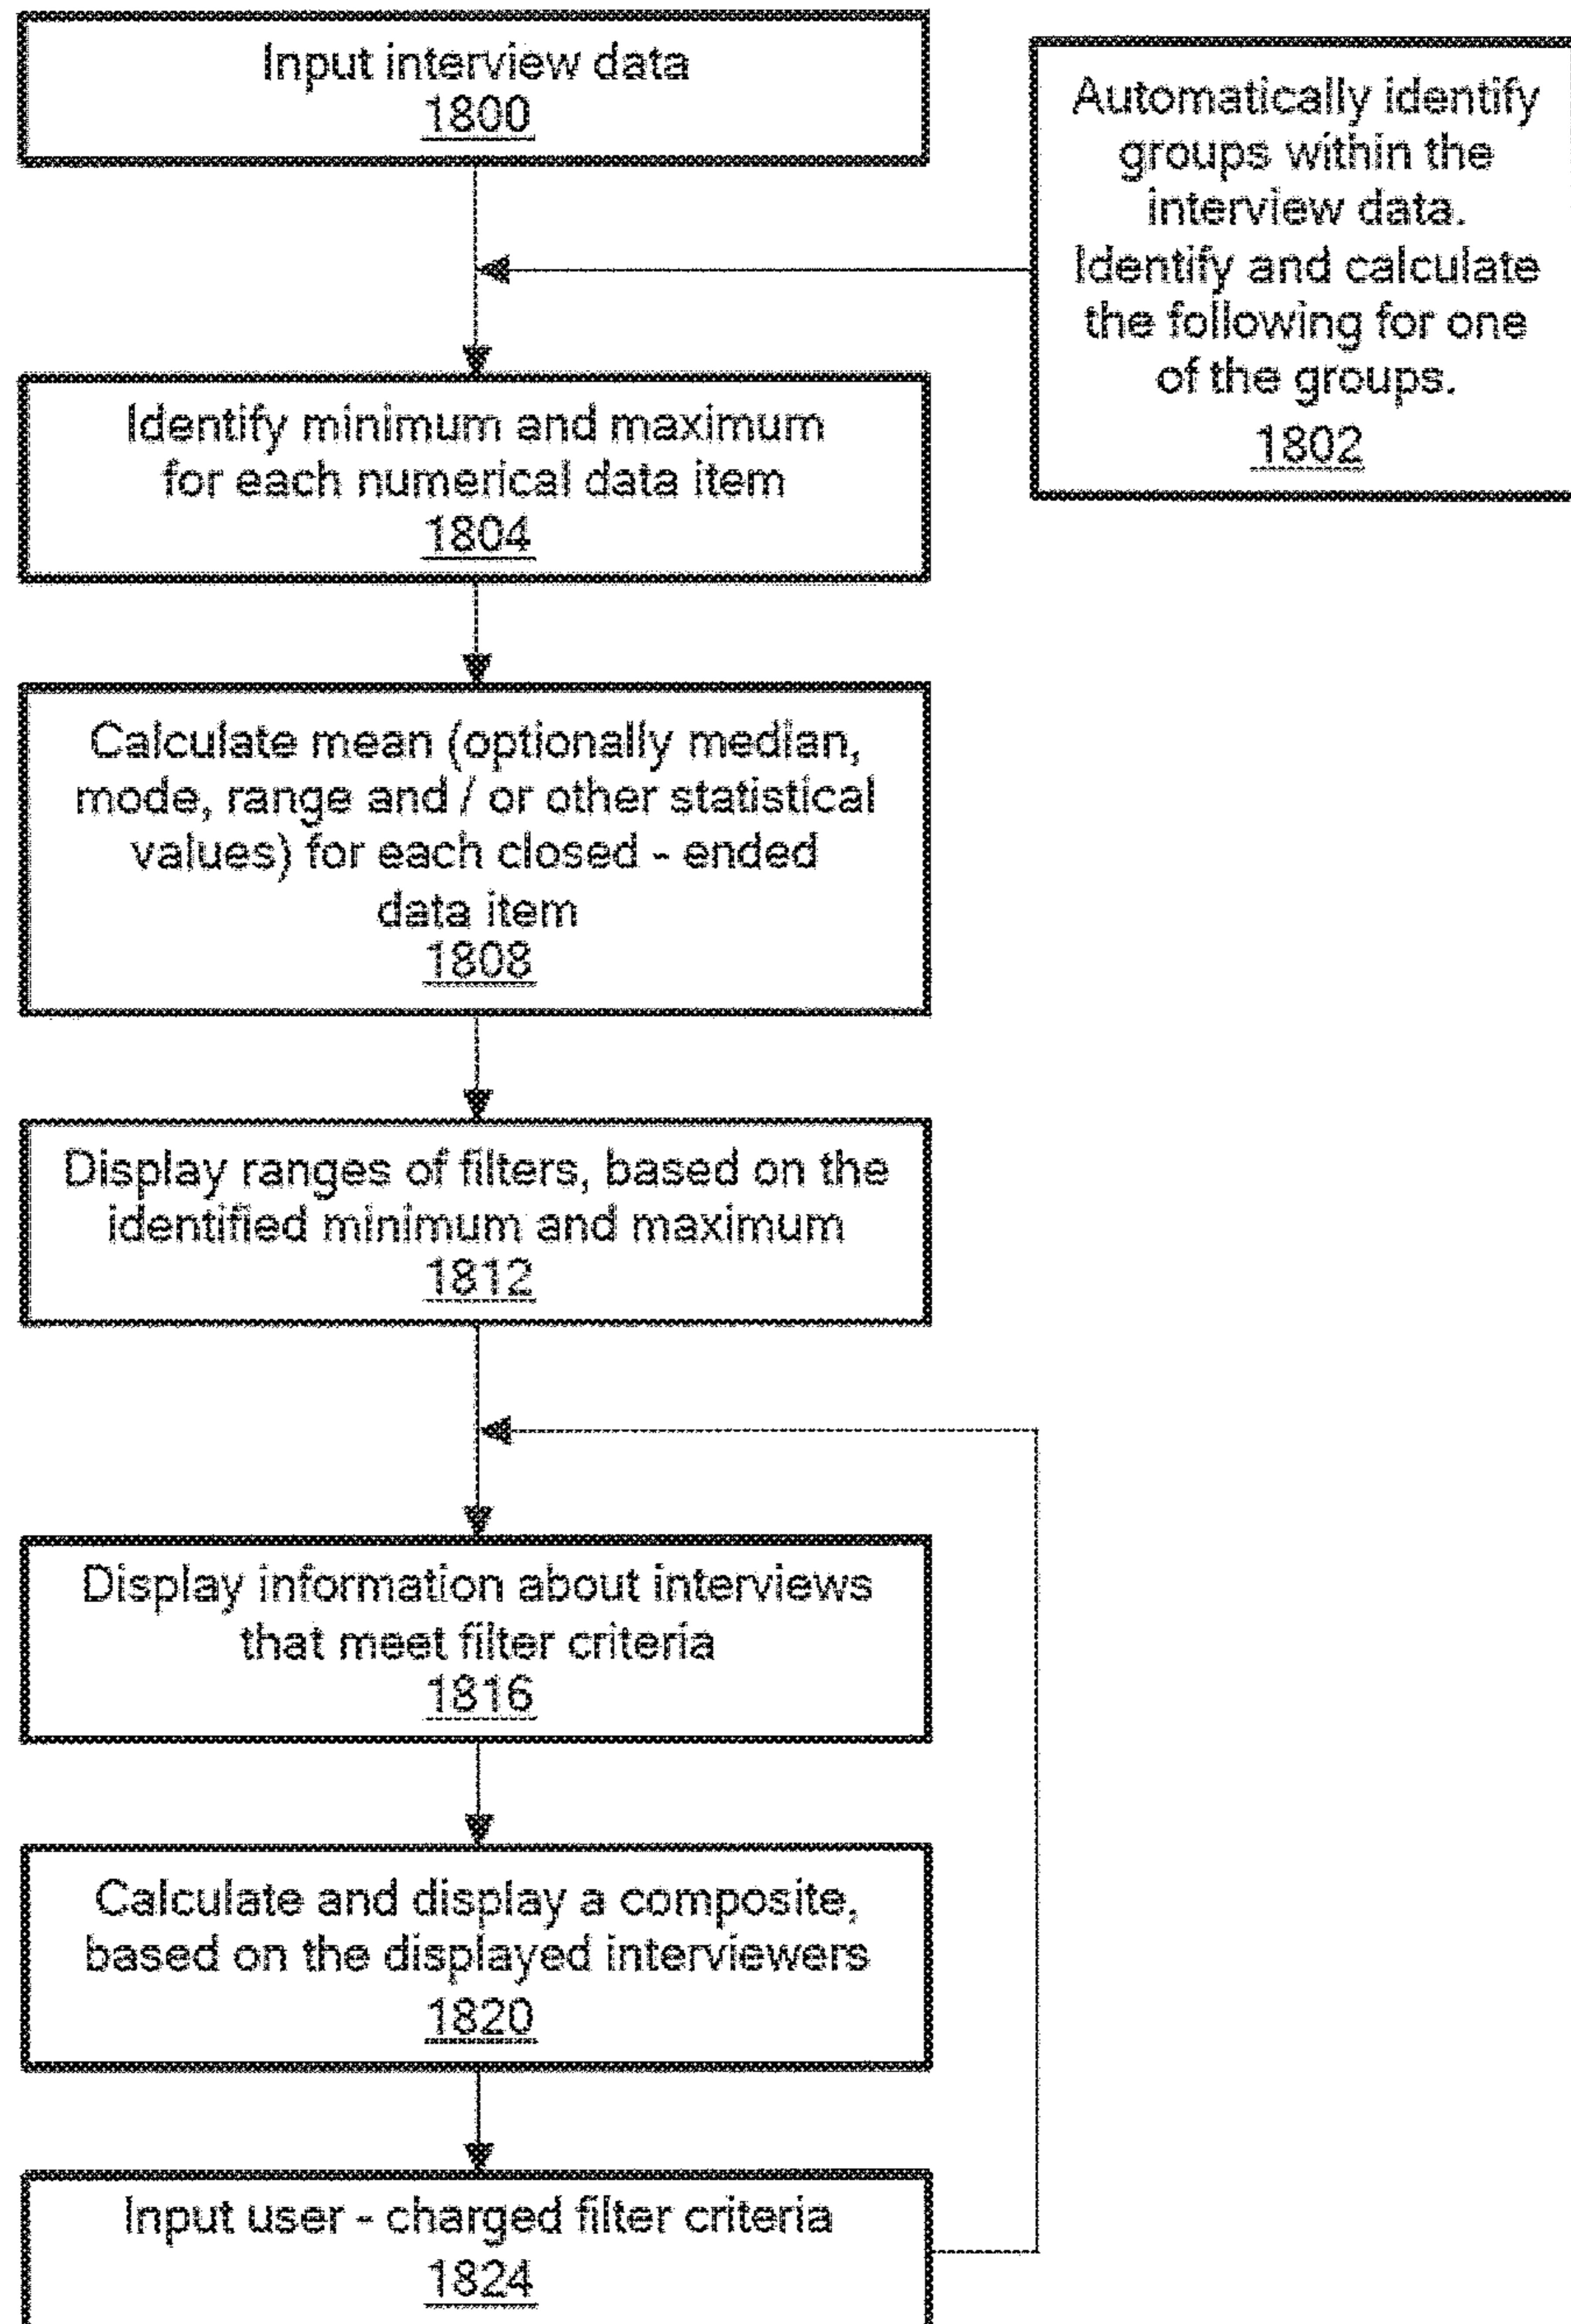 Input interview data
1800
Automatically identify
groups within the
interview data.
Identify and calculate
the following for one
of the groups.
1802
Identify minimum and maximum
for each numerical data item
1804
Calculate mean (optionally median,
mode, range and / or other statistical
values) for each closed - ended
data item
1808
Display ranges of filters, based on the
identified minimum and maximum
1812
Display information about interviews
that meet filter criteria
1816
Calculate and display a composite,
based on the displayed interviewers
1820
Input user - charged filter criteria
1824